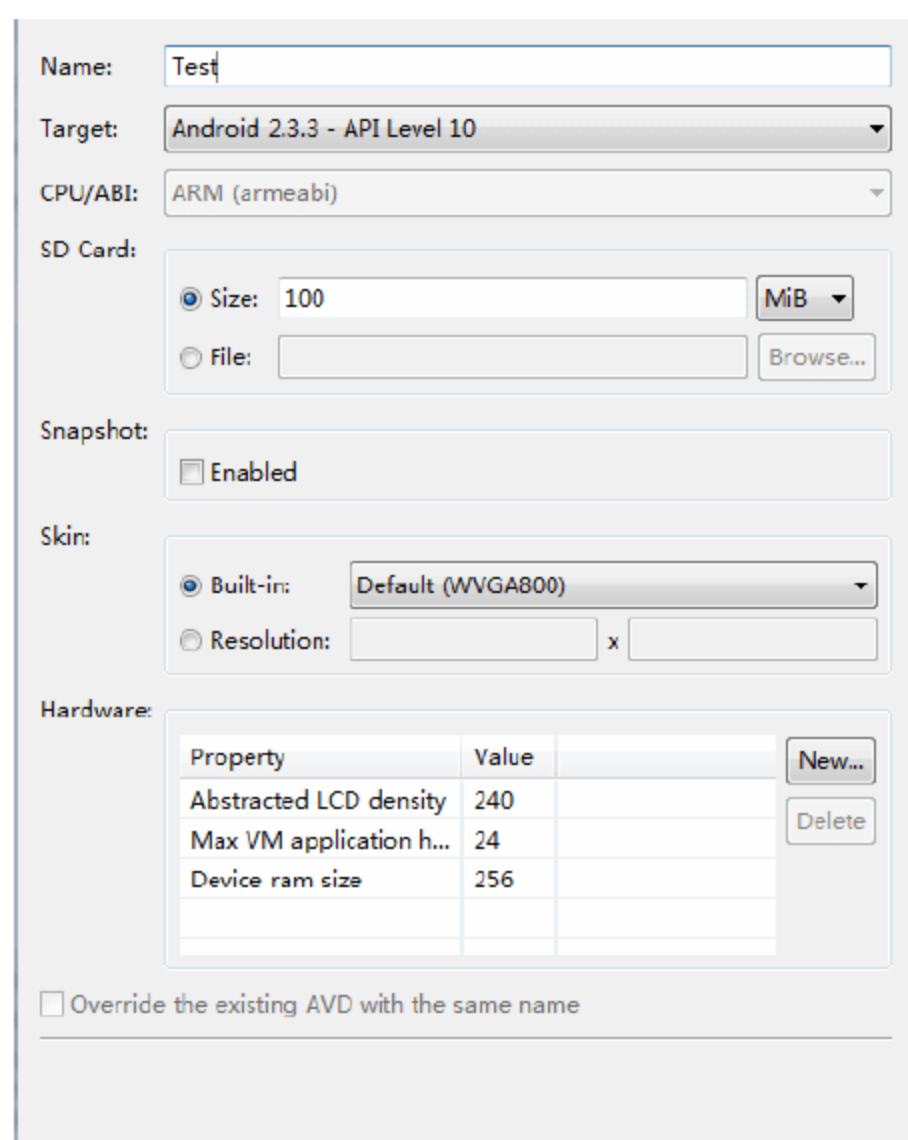 Name: Test
Target: Android 2.3.3 - API Level 10
CPU/ABI: ARM (armeabi)
SD Card:
Size: 100 MiB
File: Browse...
Snapshot:
Enabled
Skin:
Built-in: Default (WVGA800)
Resolution: x
Hardware:
Property Value New...
Abstracted LCD density 240 Delete
Max VM application h... 24
Device ram size 256
Override the existing AVD with the same name